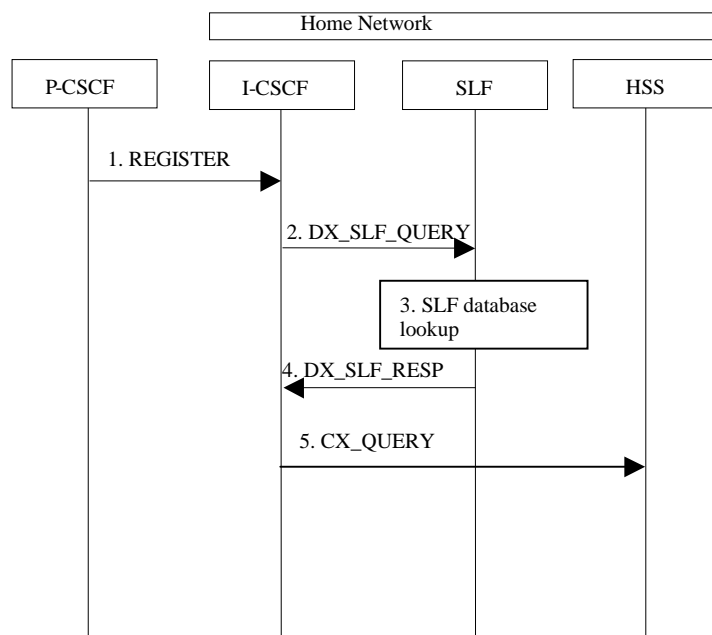 Home Network
P-CSCF
I-CSCF
SLF
HSS
1. REGISTER
2. DX_SLF_QUERY
3. SLF database
lookup
4. DX_SLF_RESP
5. CX_QUERY